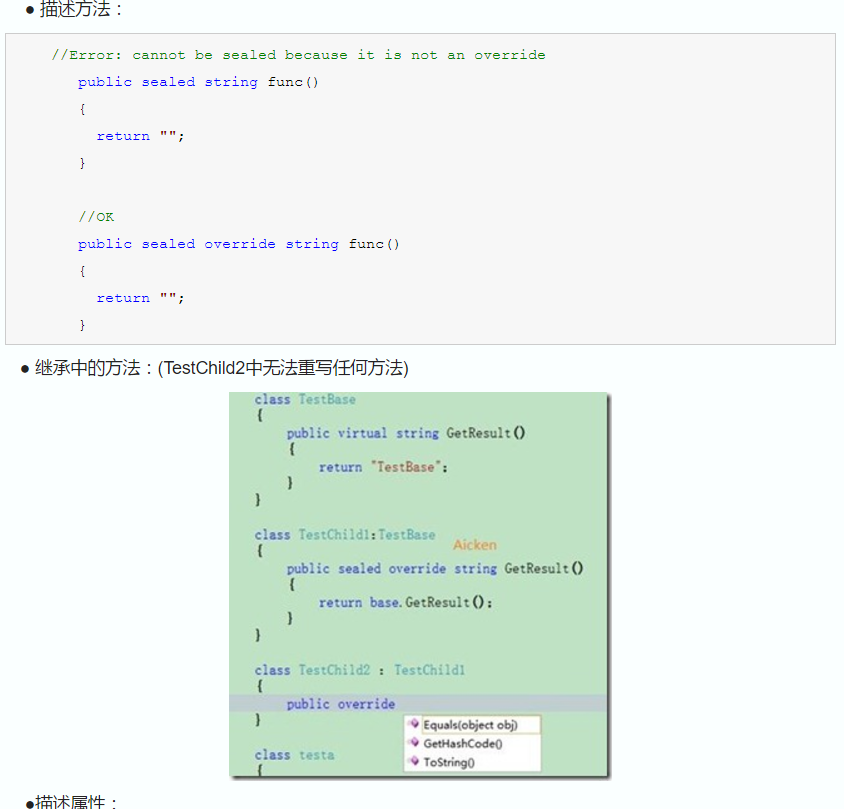 ● 描述方法：
//Error: cannot be sealed because it is not an override
public sealed string func()
{
return "";
}
//OK
public sealed override string func()
{
return "";
}
● 继承中的方法：(TestChild2中无法重写任何方法)
class TestBase
{
public virtual string GetResult()
{
return "TestBase";
}
}
class TestChild1:TestBase
Aicken
{
public sealed override string GetResult()
{
return base.GetResult();
}
}
class TestChild2 : TestChild1
{
public override
}
Equals(object obj)
GetHashCode()
ToString()
class testa
{
●描述属性：